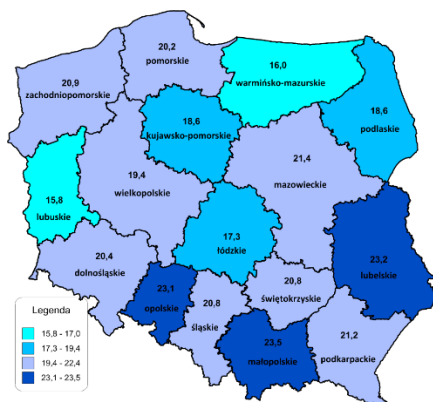 20,2
pomorskie
16,0
warmińsko-mazurskie
20,9
zachodniopomorskie
18,6
kujawsko-pomorskie
18,6
podlaskie
19,4
wielkopolskie
21,4
mazowieckie
15,8
lubuskie
17,3
łódzkie
23,2
lubelskie
20,4
dolnośląskie
23,1
opolskie
20,8
śląskie
20,8
świętokrzyskie
23,5
małopolskie
21,2
podkarpackie
Legenda
15,8 - 17,0
17,3 - 19,4
19,4 - 22,4
23,1 - 23,5